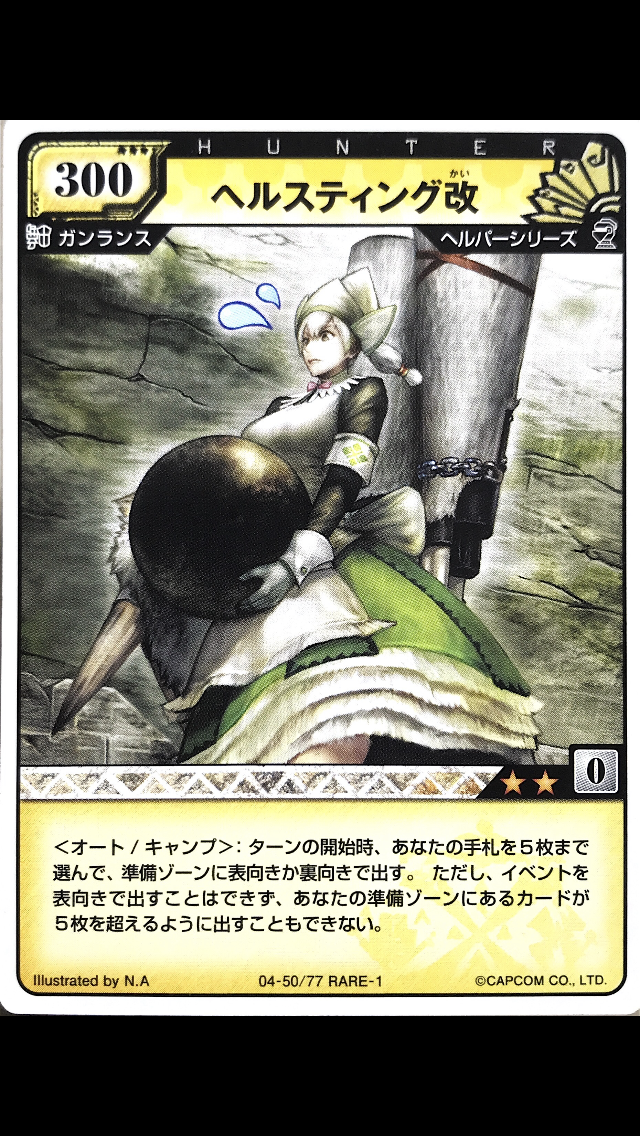 HUNTER
300
かい
ヘルスティング改
ガンランス
ヘルパーシリーズ
0
＜オート / キャンプ＞: ターンの開始時、あなたの手札を５枚まで
選んで、準備ゾーンに表向きか裏向きで出す。 ただし、イベントを
表向きで出すことはできず、あなたの準備ゾーンにあるカードが
５枚を超えるように出すこともできない。
Illustrated by N.A
04-50/77 RARE-1
©CAPCOM CO., LTD.